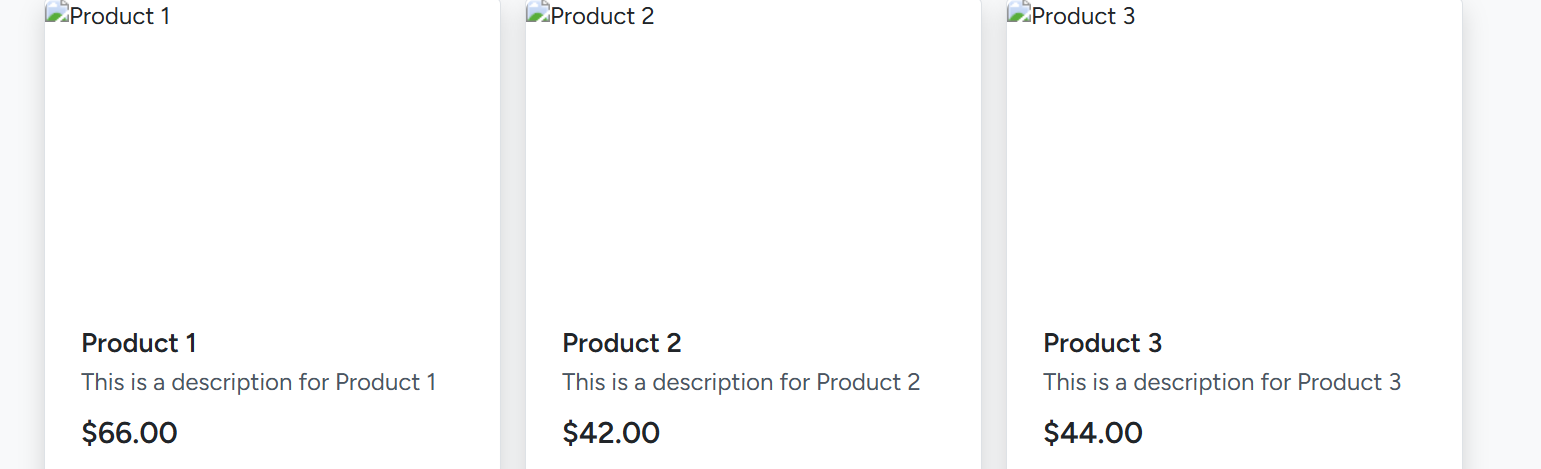 Product 1
Product 2
Product 3
Product 1
This is a description for Product 1
$66.00
Product 2
This is a description for Product 2
$42.00
Product 3
This is a description for Product 3
$44.00